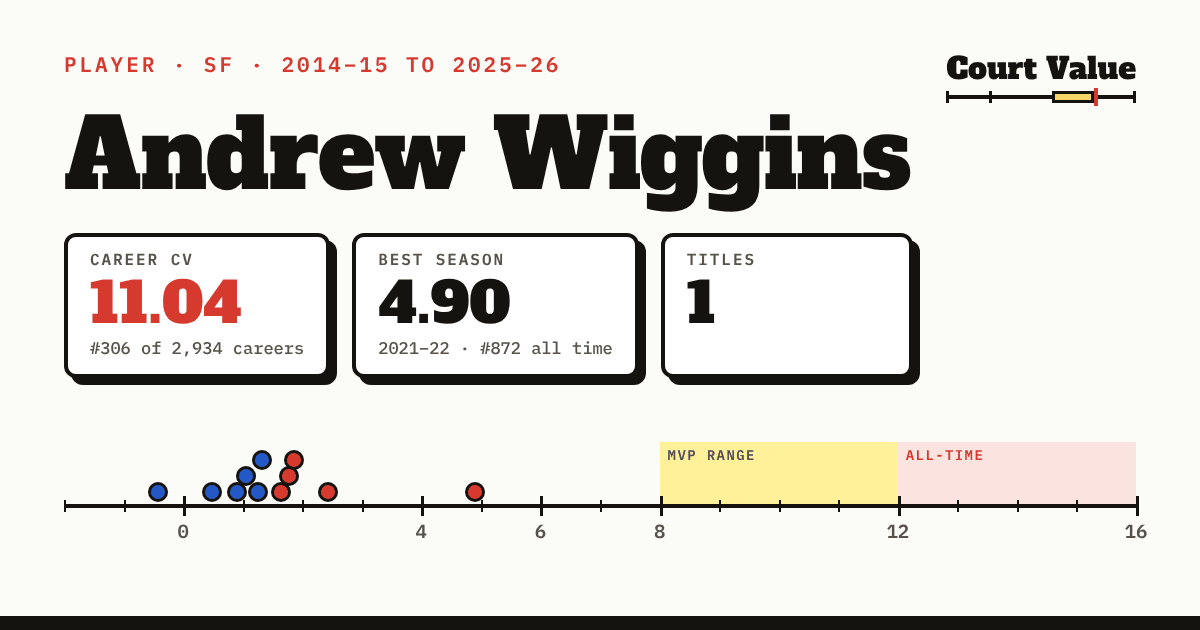 PLAYER · SF · 2014–15 TO 2025–26
Court Value
Andrew Wiggins
CAREER CV
11.04
#306 of 2,934 careers
BEST SEASON
4.90
2021–22 · #872 all time
TITLES
1
MVP RANGE
ALL-TIME
0 4 6 8 12 16